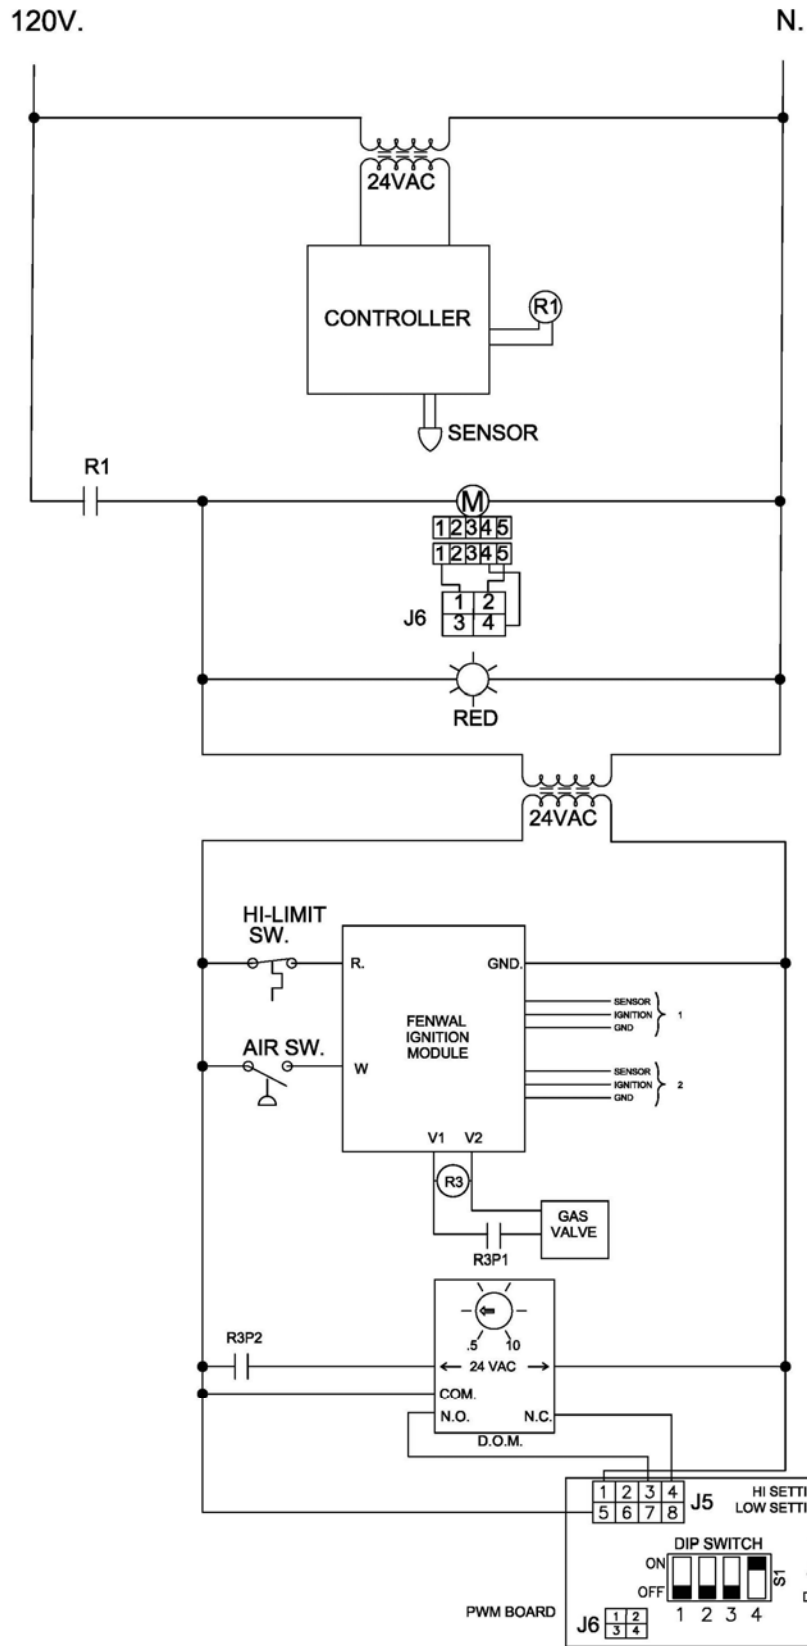 120V. N.
24VAC
CONTROLLER
R1
SENSOR
R1
M
1 2 3 4 5
1 2 3 4 5
J6
1 2
3 4
RED
24VAC
HI-LIMIT
SW.
R. GND.
FENWAL
IGNITION
MODULE
SENSOR
IGNITION 1
GND
AIR SW.
W
SENSOR
IGNITION 2
GND
V1 V2
R3
GAS
VALVE
R3P1
.5 10
R3P2
24 VAC
COM.
N.O. N.C.
D.O.M.
1 2 3 4
5 6 7 8
J5
HI SETTI
LOW SETTI
DIP SWITCH
ON
OFF
S1
1 2 3 4
D
PWM BOARD
J6
1 2
3 4